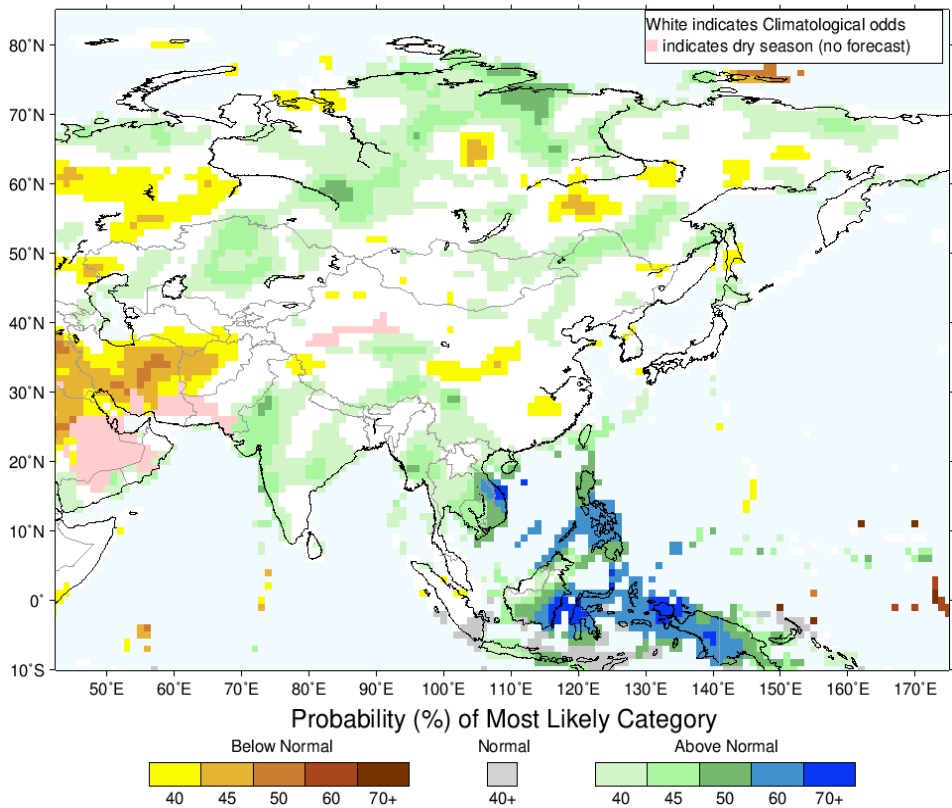 White indicates Climatological odds
indicates dry season (no forecast)
80˚N
70˚N
60˚N
50˚N
40˚N
30˚N
20˚N
10˚N
0˚
10˚S
50˚E 60˚E 70˚E 80˚E 90˚E 100˚E 110˚E 120˚E 130˚E 140˚E 150˚E 160˚E 170˚E
Probability (%) of Most Likely Category
Below Normal Normal Above Normal
40 45 50 60 70+ 40+ 40 45 50 60 70+